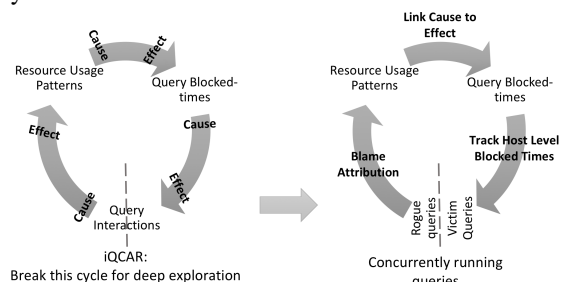 Cause
Effect
Resource Usage
Patterns
Query Blocked-
times
Effect
Cause
Cause
Effect
Query
Interactions
iQCAR:
Break this cycle for deep exploration
Link Cause to
Effect
Resource Usage
Patterns
Query Blocked-
times
Blame
Attribution
Track Host Level
Blocked Times
Rogue
queries
Victim
Queries
Concurrently running
queries